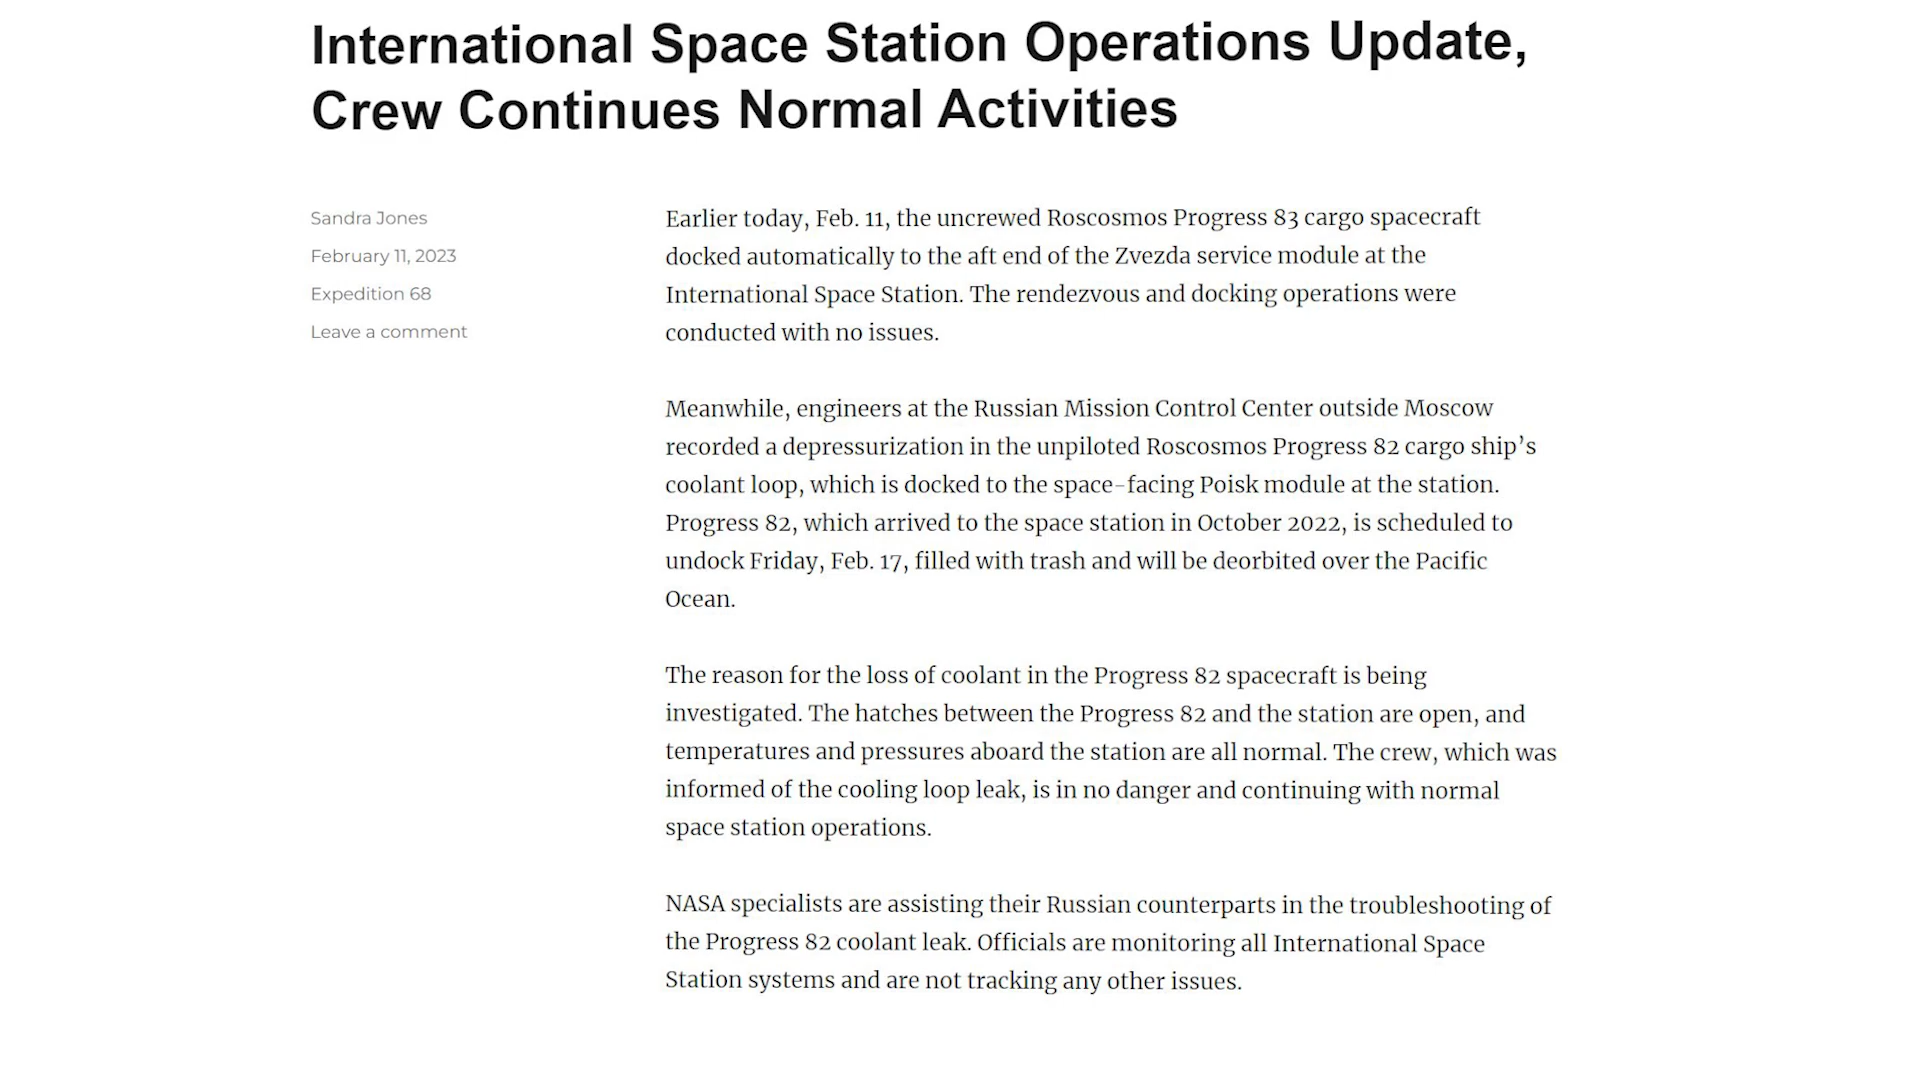 International Space Station Operations Update,
Crew Continues Normal Activities
Sandra Jones
February 11, 2023
Expedition 68
Leave a comment
Earlier today, Feb. 11, the uncrewed Roscosmos Progress 83 cargo spacecraft
docked automatically to the aft end of the Zvezda service module at the
International Space Station. The rendezvous and docking operations were
conducted with no issues.
Meanwhile, engineers at the Russian Mission Control Center outside Moscow
recorded a depressurization in the unpiloted Roscosmos Progress 82 cargo ship’s
coolant loop, which is docked to the space-facing Poisk module at the station.
Progress 82, which arrived to the space station in October 2022, is scheduled to
undock Friday, Feb. 17, filled with trash and will be deorbited over the Pacific
Ocean.
The reason for the loss of coolant in the Progress 82 spacecraft is being
investigated. The hatches between the Progress 82 and the station are open, and
temperatures and pressures aboard the station are all normal. The crew, which was
informed of the cooling loop leak, is in no danger and continuing with normal
space station operations.
NASA specialists are assisting their Russian counterparts in the troubleshooting of
the Progress 82 coolant leak. Officials are monitoring all International Space
Station systems and are not tracking any other issues.